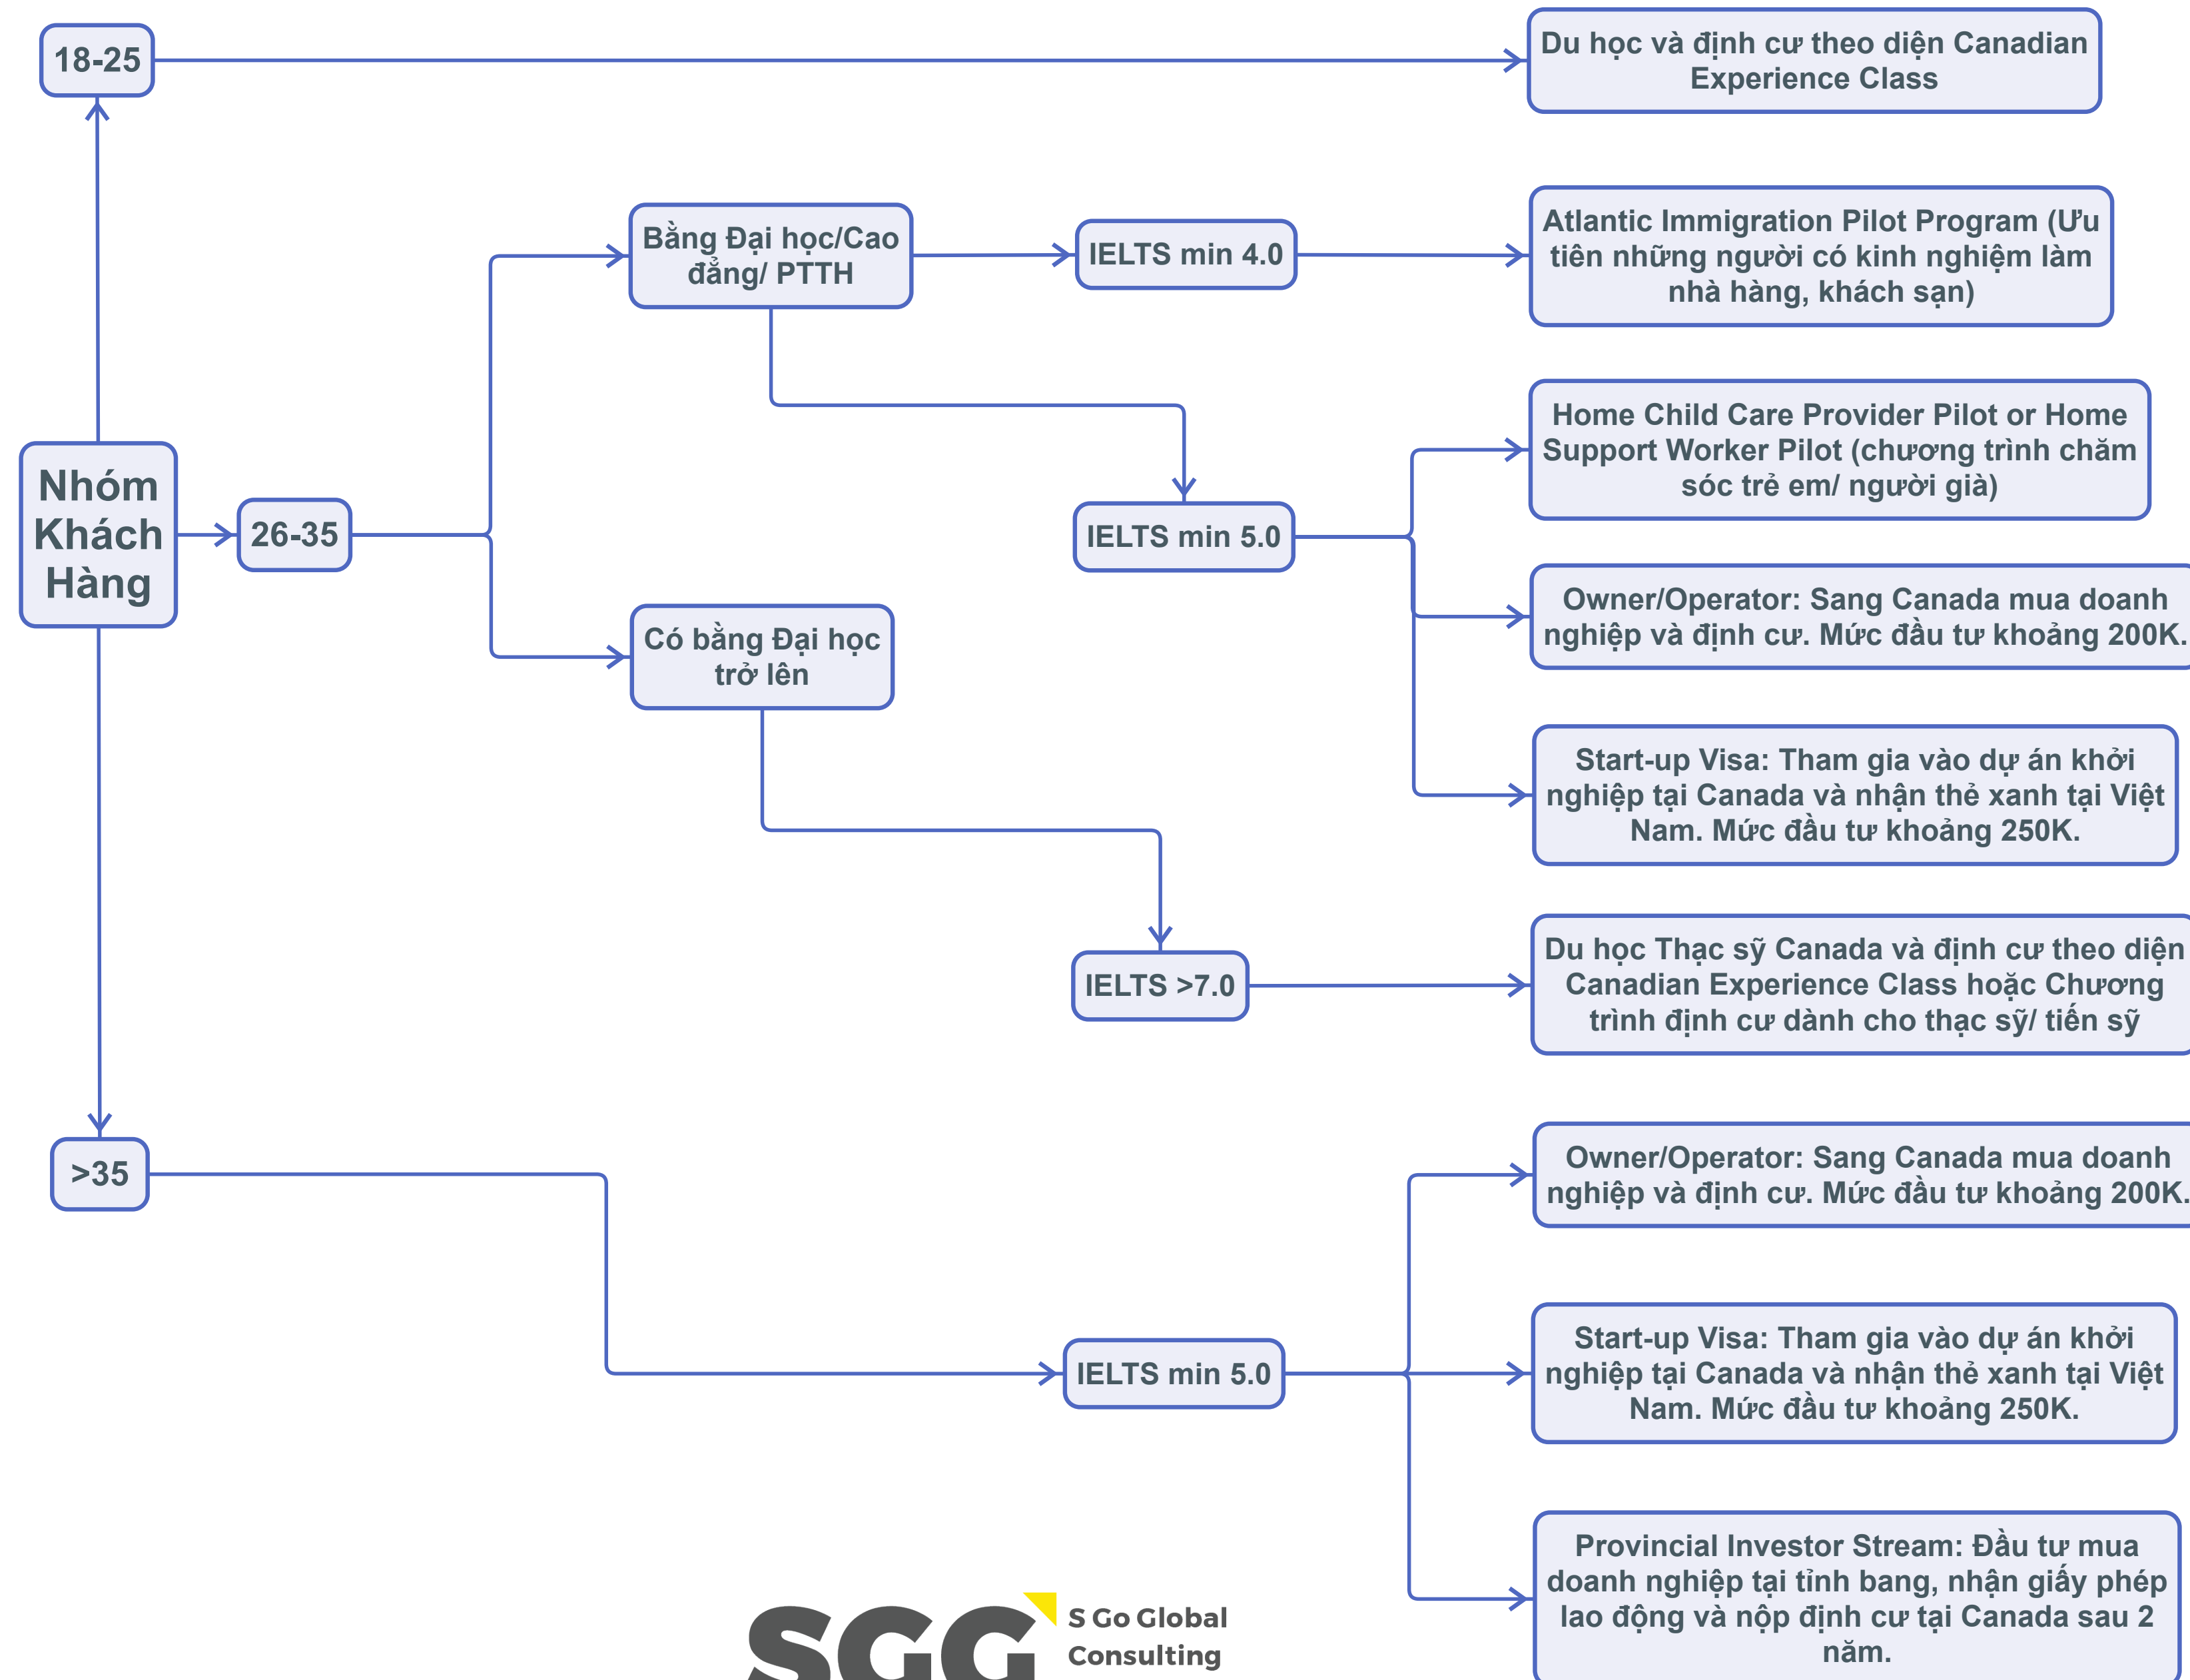 18-25
Du học và định cư theo diện Canadian
Experience Class
Bằng Đại học/Cao
đẳng/ PTTH
IELTS min 4.0
Atlantic Immigration Pilot Program (Ưu
tiên những người có kinh nghiệm làm
nhà hàng, khách sạn)
Nhóm
Khách
Hàng
26-35
IELTS min 5.0
Home Child Care Provider Pilot or Home
Support Worker Pilot (chương trình chăm
sóc trẻ em/ người già)
Owner/Operator: Sang Canada mua doanh
nghiệp và định cư. Mức đầu tư khoảng 200K.
Có bằng Đại học
trở lên
Start-up Visa: Tham gia vào dự án khởi
nghiệp tại Canada và nhận thẻ xanh tại Việt
Nam. Mức đầu tư khoảng 250K.
IELTS >7.0
Du học Thạc sỹ Canada và định cư theo diện
Canadian Experience Class hoặc Chương
trình định cư dành cho thạc sỹ/ tiến sỹ
>35
Owner/Operator: Sang Canada mua doanh
nghiệp và định cư. Mức đầu tư khoảng 200K.
IELTS min 5.0
Start-up Visa: Tham gia vào dự án khởi
nghiệp tại Canada và nhận thẻ xanh tại Việt
Nam. Mức đầu tư khoảng 250K.
Provincial Investor Stream: Đầu tư mua
doanh nghiệp tại tỉnh bang, nhận giấy phép
lao động và nộp định cư tại Canada sau 2
năm.
SGG
S Go Global
Consulting